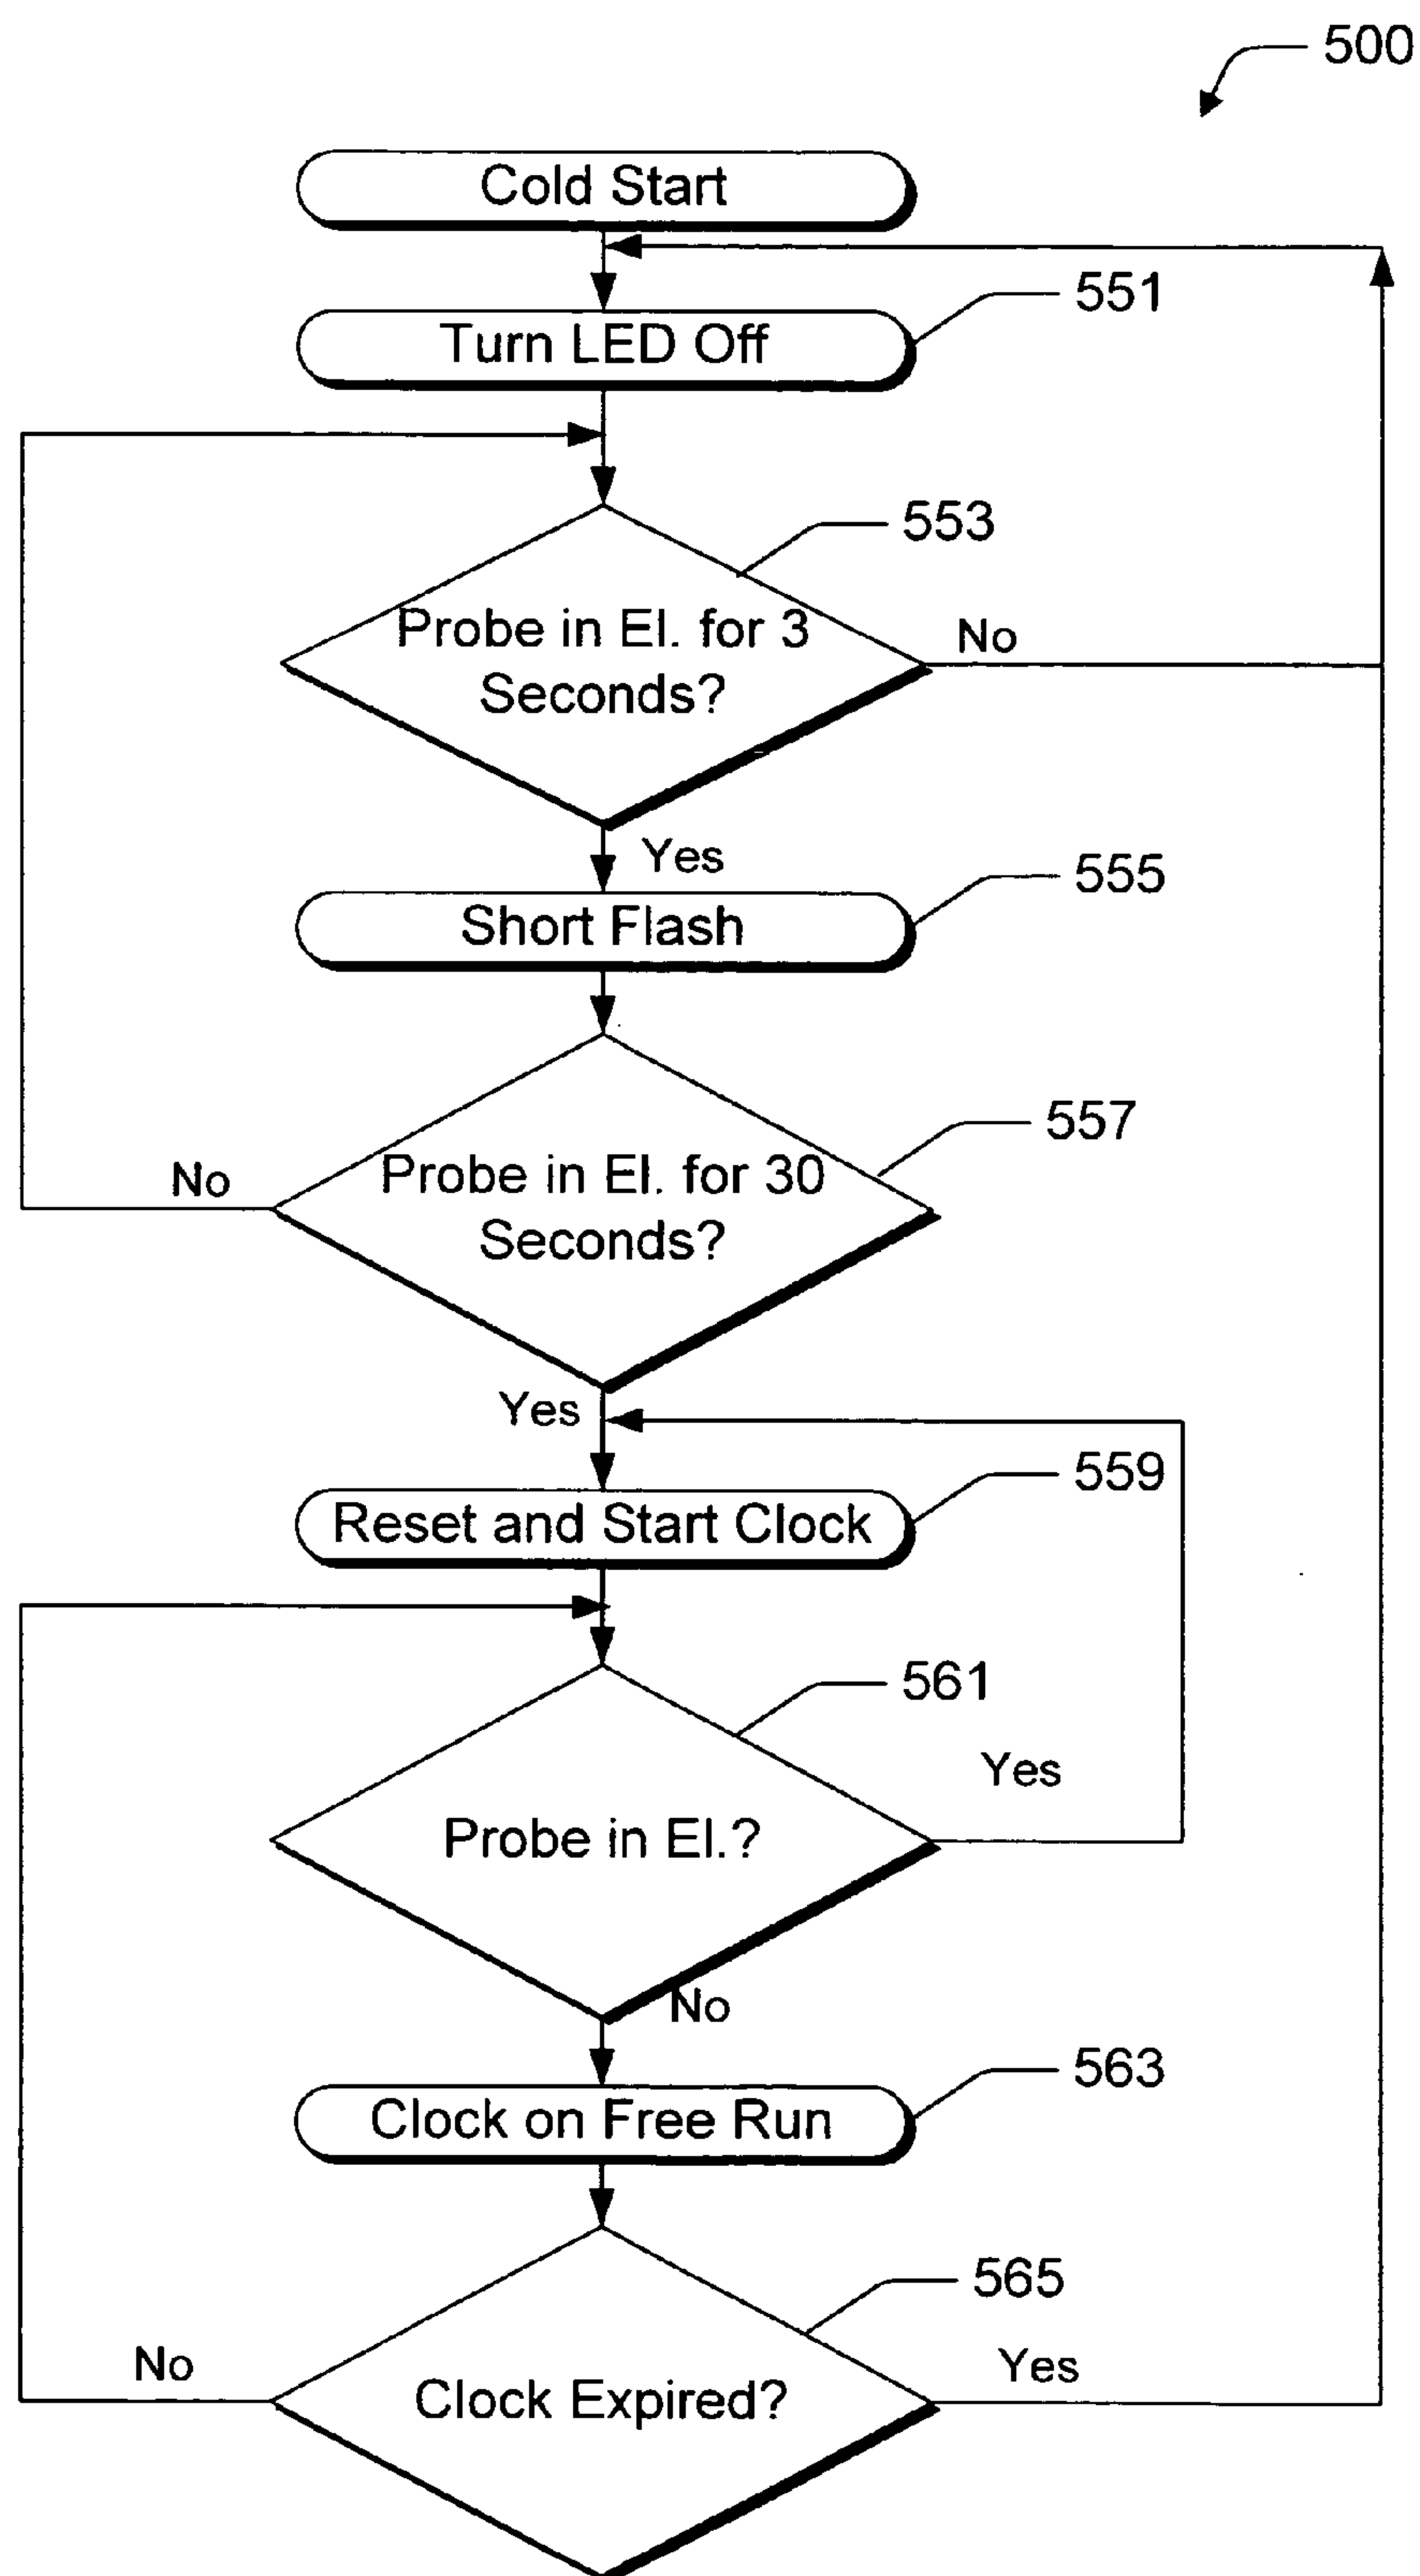 500
Cold Start
551
Turn LED Off
553
Probe in El. for 3
Seconds?
No
Yes
555
Short Flash
557
Probe in El. for 30
Seconds?
No
Yes
559
Reset and Start Clock
561
Yes
Probe in El.?
No
563
Clock on Free Run
565
No
Yes
Clock Expired?